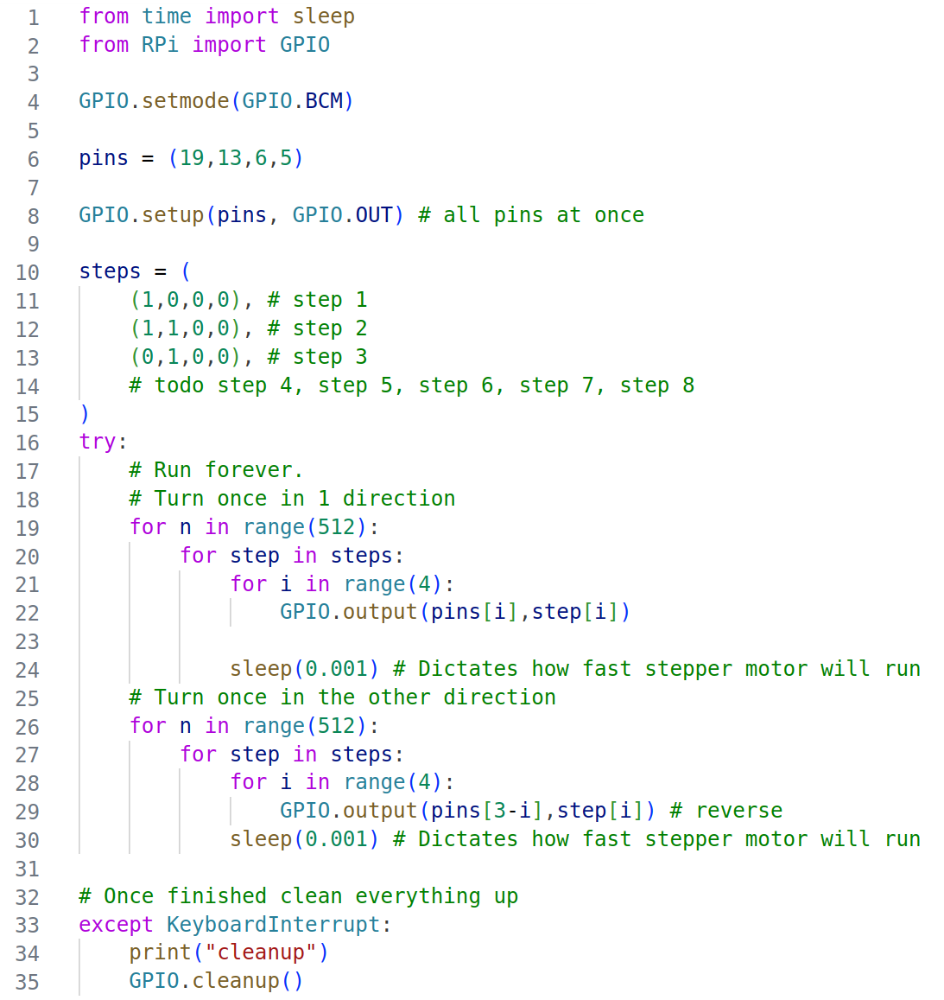 1 from time import sleep
2 from RPi import GPIO
3
4 GPIO.setmode(GPIO.BCM)
5
6 pins = (19,13,6,5)
7
8 GPIO.setup(pins, GPIO.OUT) # all pins at once
9
10 steps = (
11     (1,0,0,0), # step 1
12     (1,1,0,0), # step 2
13     (0,1,0,0), # step 3
14     # todo step 4, step 5, step 6, step 7, step 8
15 )
16 try:
17     # Run forever.
18     # Turn once in 1 direction
19     for n in range(512):
20         for step in steps:
21             for i in range(4):
22                 GPIO.output(pins[i],step[i])
23
24             sleep(0.001) # Dictates how fast stepper motor will run
25     # Turn once in the other direction
26     for n in range(512):
27         for step in steps:
28             for i in range(4):
29                 GPIO.output(pins[3-i],step[i]) # reverse
30             sleep(0.001) # Dictates how fast stepper motor will run
31
32 # Once finished clean everything up
33 except KeyboardInterrupt:
34     print("cleanup")
35     GPIO.cleanup()